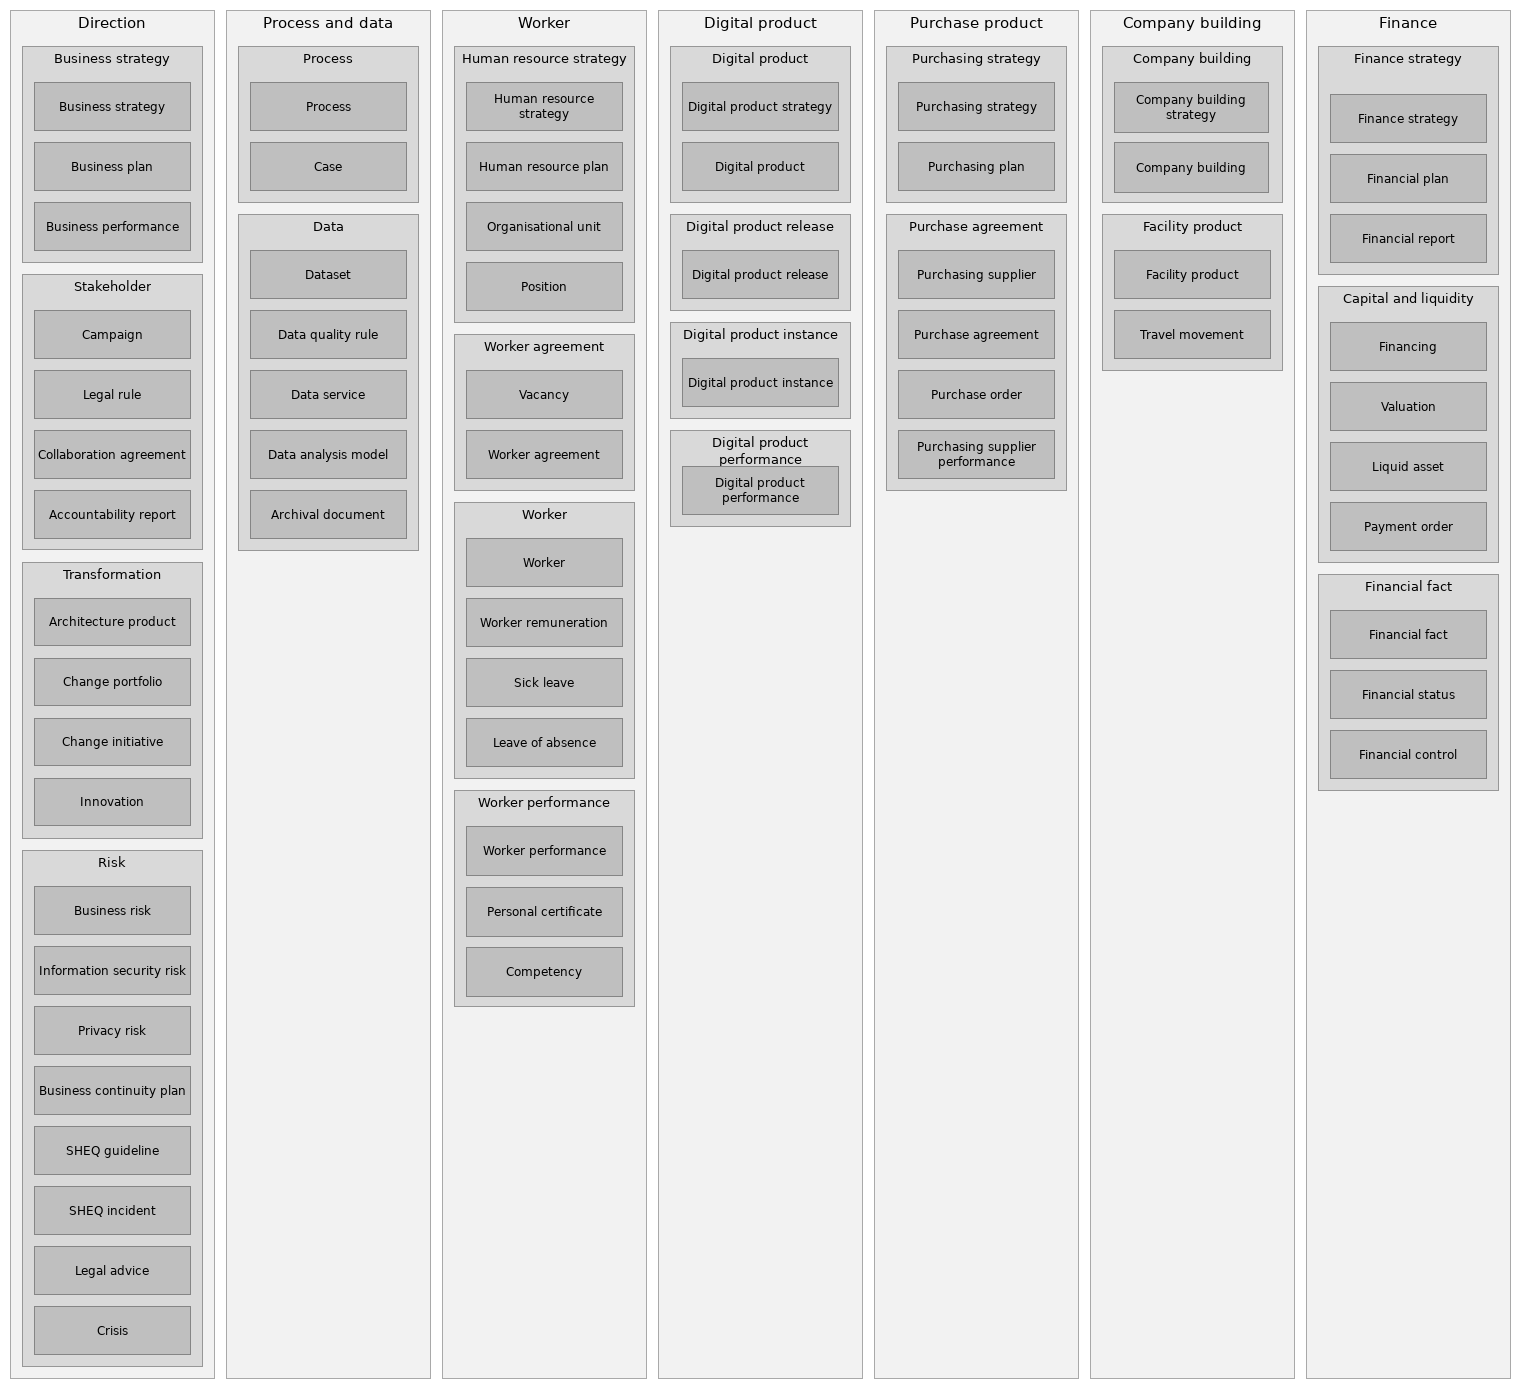 Direction
Business strategy
Business strategy
Business plan
Business performance
Stakeholder
Campaign
Legal rule
Collaboration agreement
Accountability report
Transformation
Architecture product
Change portfolio
Change initiative
Innovation
Risk
Business risk
Information security risk
Privacy risk
Business continuity plan
SHEQ guideline
SHEQ incident
Legal advice
Crisis
Process and data
Process
Process
Case
Data
Dataset
Data quality rule
Data service
Data analysis model
Archival document
Worker
Human resource strategy
Human resource
strategy
Human resource plan
Organisational unit
Position
Worker agreement
Vacancy
Worker agreement
Worker
Worker
Worker remuneration
Sick leave
Leave of absence
Worker performance
Worker performance
Personal certificate
Competency
Digital product
Digital product
Digital product strategy
Digital product
Digital product release
Digital product release
Digital product instance
Digital product instance
Digital product
performance
Digital product
performance
Purchase product
Purchasing strategy
Purchasing strategy
Purchasing plan
Purchase agreement
Purchasing supplier
Purchase agreement
Purchase order
Purchasing supplier
performance
Company building
Company building
Company building
strategy
Company building
Facility product
Facility product
Travel movement
Finance
Finance strategy
Finance strategy
Financial plan
Financial report
Capital and liquidity
Financing
Valuation
Liquid asset
Payment order
Financial fact
Financial fact
Financial status
Financial control